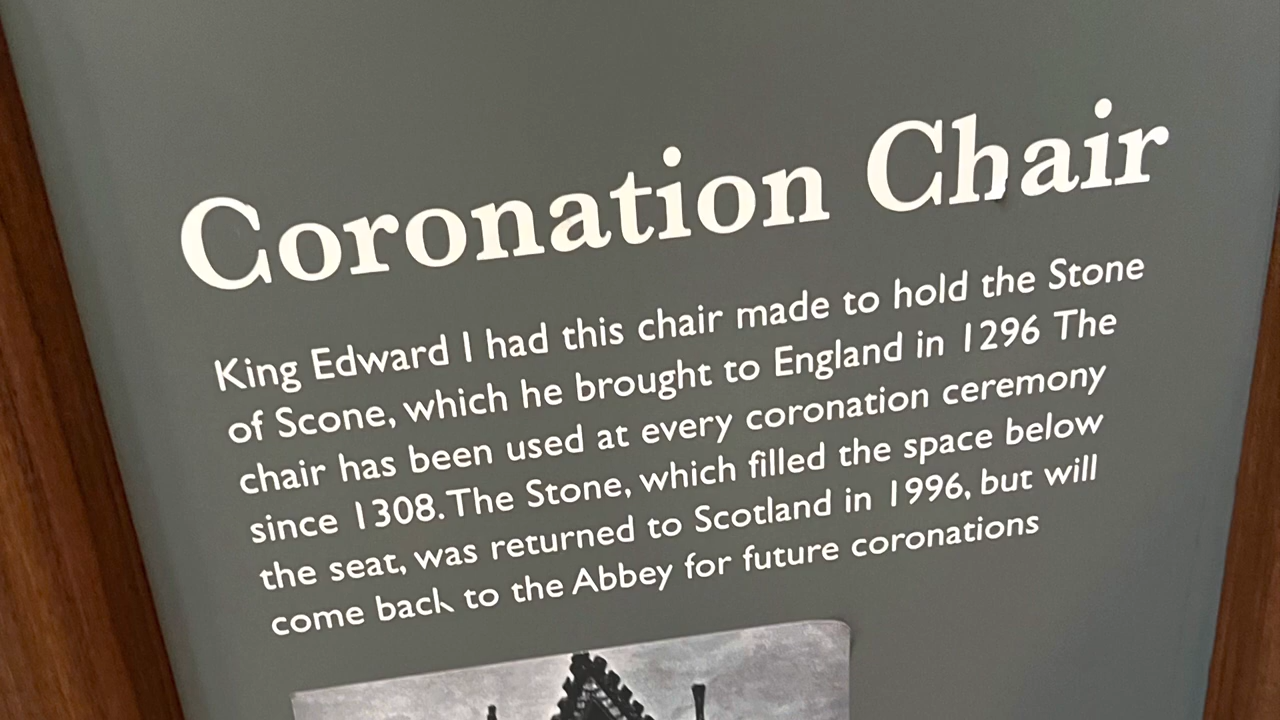 Coronation Chair
King Edward I had this chair made to hold the Stone
of Scone, which he brought to England in 1296 The
chair has been used at every coronation ceremony
since 1308. The Stone, which filled the space below
the seat, was returned to Scotland in 1996, but will
come back to the Abbey for future coronations